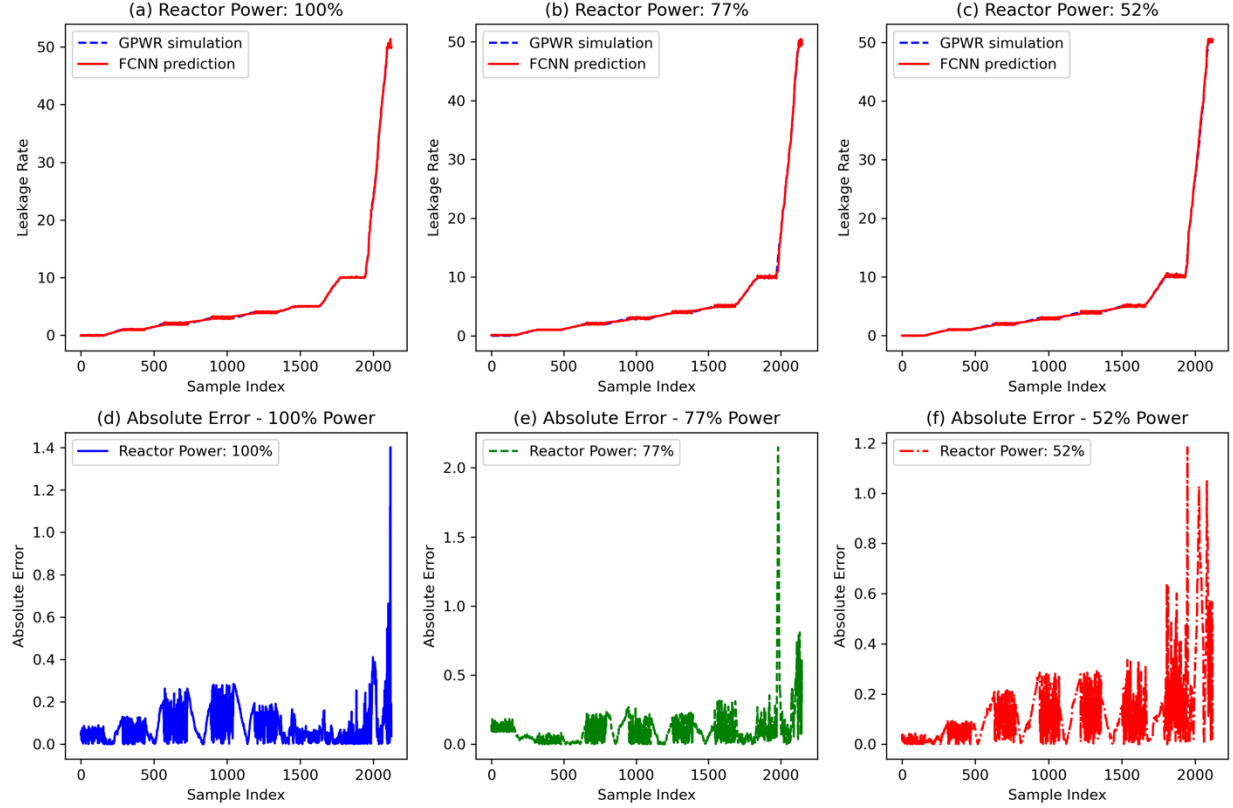 (a) Reactor Power: 100%
GPWR simulation
FCNN prediction
50
40
30
20
10
0
Leakage Rate
0 500 1000 1500 2000
Sample Index
(b) Reactor Power: 77%
GPWR simulation
FCNN prediction
50
40
30
20
10
0
Leakage Rate
0 500 1000 1500 2000
Sample Index
(c) Reactor Power: 52%
GPWR simulation
FCNN prediction
50
40
30
20
10
0
Leakage Rate
0 500 1000 1500 2000
Sample Index
(d) Absolute Error - 100% Power
Reactor Power: 100%
1.4
1.2
1.0
0.8
0.6
0.4
0.2
0.0
Absolute Error
0 500 1000 1500 2000
Sample Index
(e) Absolute Error - 77% Power
Reactor Power: 77%
2.0
1.5
1.0
0.5
0.0
Absolute Error
0 500 1000 1500 2000
Sample Index
(f) Absolute Error - 52% Power
Reactor Power: 52%
1.2
1.0
0.8
0.6
0.4
0.2
0.0
Absolute Error
0 500 1000 1500 2000
Sample Index